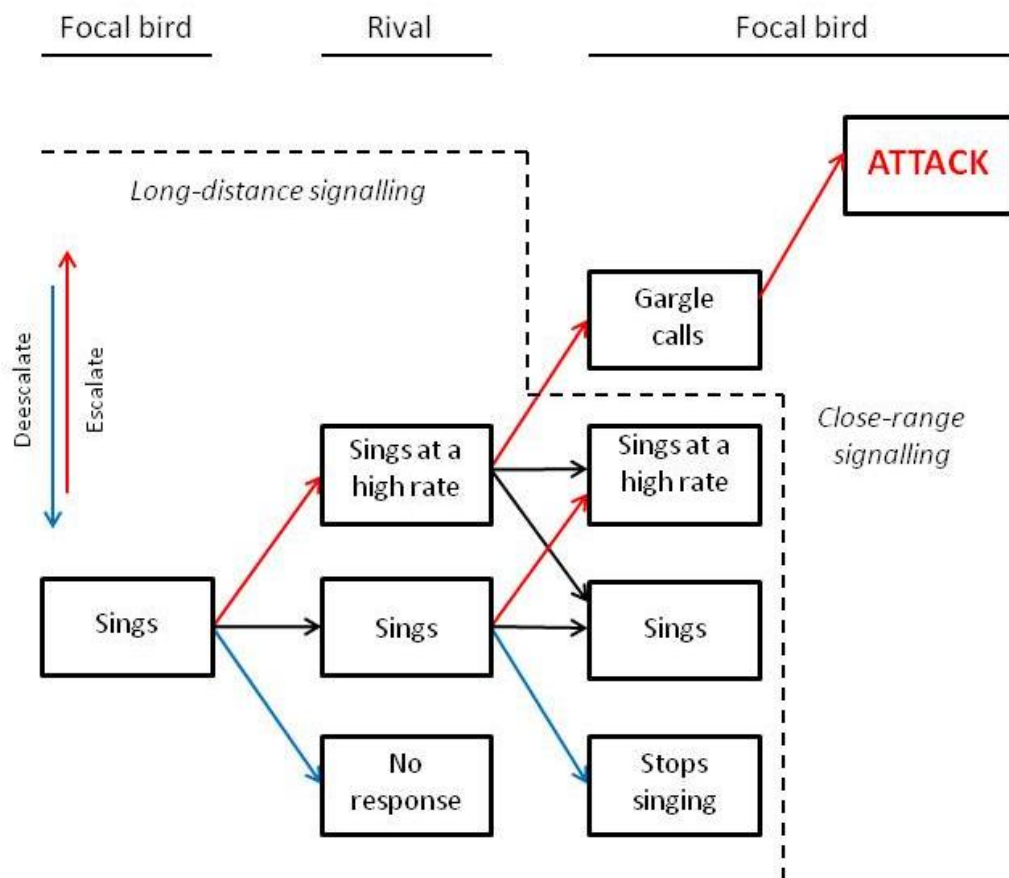 Focal bird
Rival
Focal bird
ATTACK
Long-distance signalling
Gargle
calls
Deescalate
Escalate
Close-range
signalling
Sings at a
high rate
Sings at a
high rate
Sings
Sings
Sings
No
response
Stops
singing